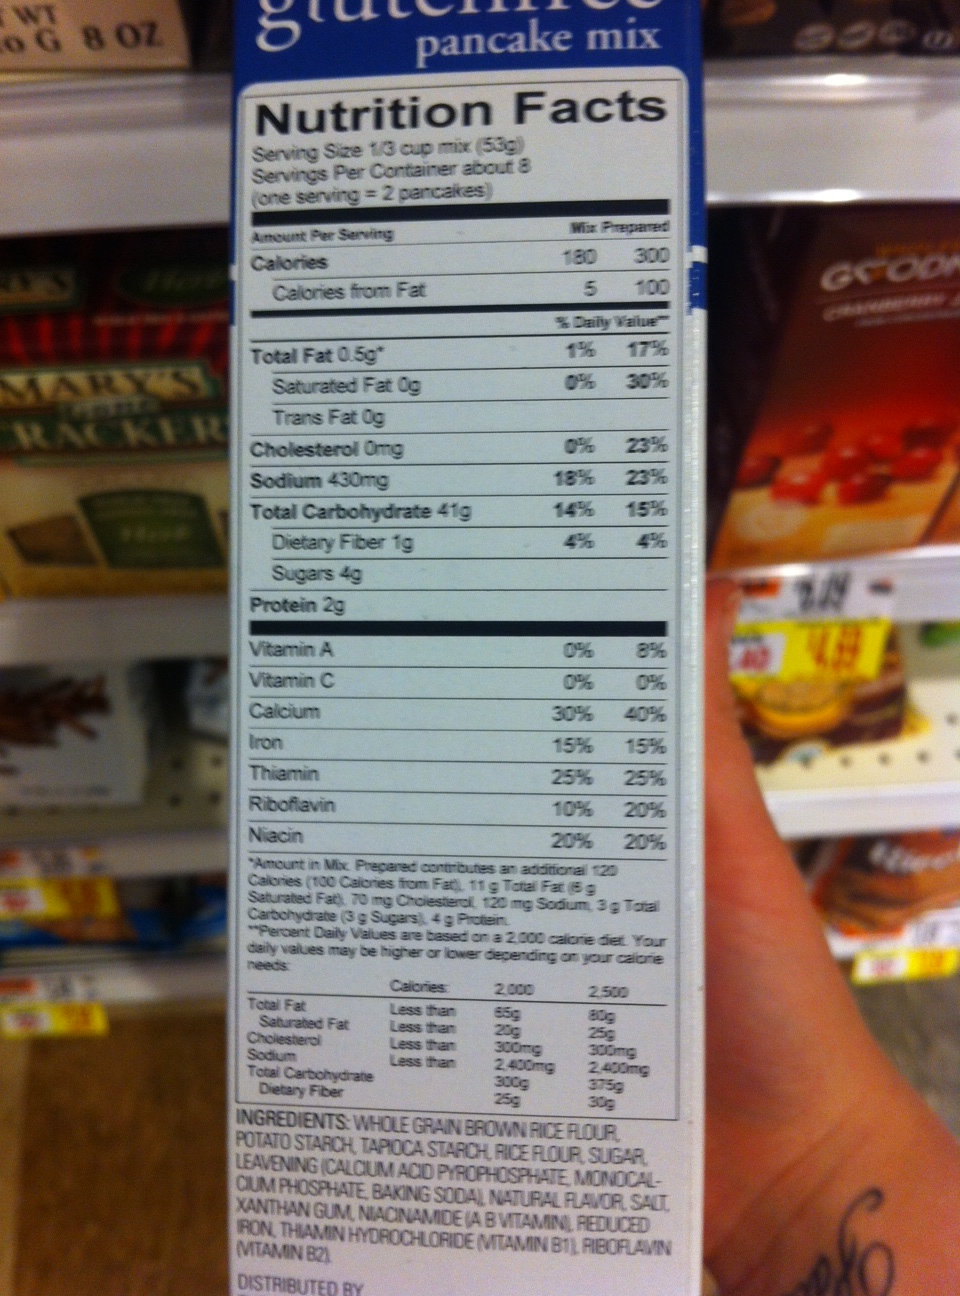 WT
8 OZ
glutenfree
pancake mix
Nutrition Facts
Serving Size 1/3 cup mix (53g)
Servings Per Container about 8
(one serving = 2 pancakes)
Amount Per Serving Mix Prepared
Calories 180 300
Calories from Fat 5 100
% Daily Value**
Total Fat 0.5g* 1% 17%
Saturated Fat 0g 0% 30%
Trans Fat 0g
Cholesterol 0mg 0% 23%
Sodium 430mg 18% 23%
Total Carbohydrate 41g 14% 15%
Dietary Fiber 1g 4% 4%
Sugars 4g
Protein 2g
Vitamin A 0% 8%
Vitamin C 0% 0%
Calcium 30% 40%
Iron 15% 15%
Thiamin 25% 25%
Riboflavin 10% 20%
Niacin 20% 20%
*Amount in Mix. Prepared contributes an additional 120
Calories (100 Calories from Fat), 11 g Total Fat (6 g
Saturated Fat), 70 mg Cholesterol, 120 mg Sodium, 3 g Total
Carbohydrate (3 g Sugars), 4 g Protein.
**Percent Daily Values are based on a 2,000 calorie diet. Your
daily values may be higher or lower depending on your calorie
needs:
Calories: 2,000 2,500
Total Fat Less than 65g 80g
Saturated Fat Less than 20g 25g
Cholesterol Less than 300mg 300mg
Sodium Less than 2,400mg 2,400mg
Total Carbohydrate 300g 375g
Dietary Fiber 25g 30g
INGREDIENTS: WHOLE GRAIN BROWN RICE FLOUR,
POTATO STARCH, TAPIOCA STARCH, RICE FLOUR, SUGAR,
LEAVENING (CALCIUM ACID PYROPHOSPHATE, MONOCAL-
CIUM PHOSPHATE, BAKING SODA), NATURAL FLAVOR, SALT,
XANTHAN GUM, NIACINAMIDE (A B VITAMIN), REDUCED
IRON, THIAMIN HYDROCHLORIDE (VITAMIN B1), RIBOFLAVIN
(VITAMIN B2).
DISTRIBUTED BY
MARY'S
CRACKERS
CRANBERRY
4.19